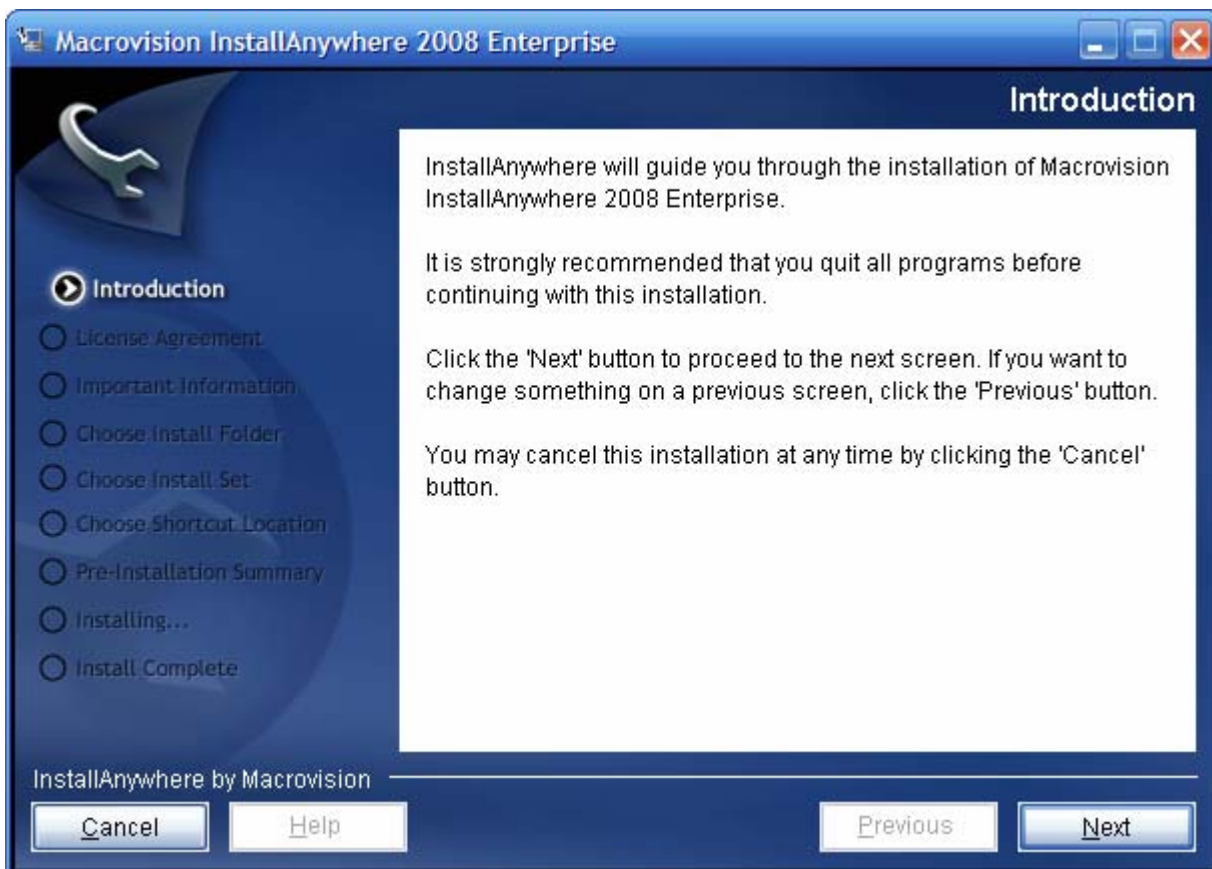 Macrovision InstallAnywhere 2008 Enterprise
Introduction
InstallAnywhere will guide you through the installation of Macrovision
InstallAnywhere 2008 Enterprise.
It is strongly recommended that you quit all programs before
continuing with this installation.
Click the 'Next' button to proceed to the next screen. If you want to
change something on a previous screen, click the 'Previous' button.
You may cancel this installation at any time by clicking the 'Cancel'
button.
Introduction
License Agreement
Important Information
Choose Install Folder
Choose Install Set
Choose Shortcut Location
Pre-Installation Summary
Installing...
Install Complete
InstallAnywhere by Macrovision
Cancel
Help
Previous
Next